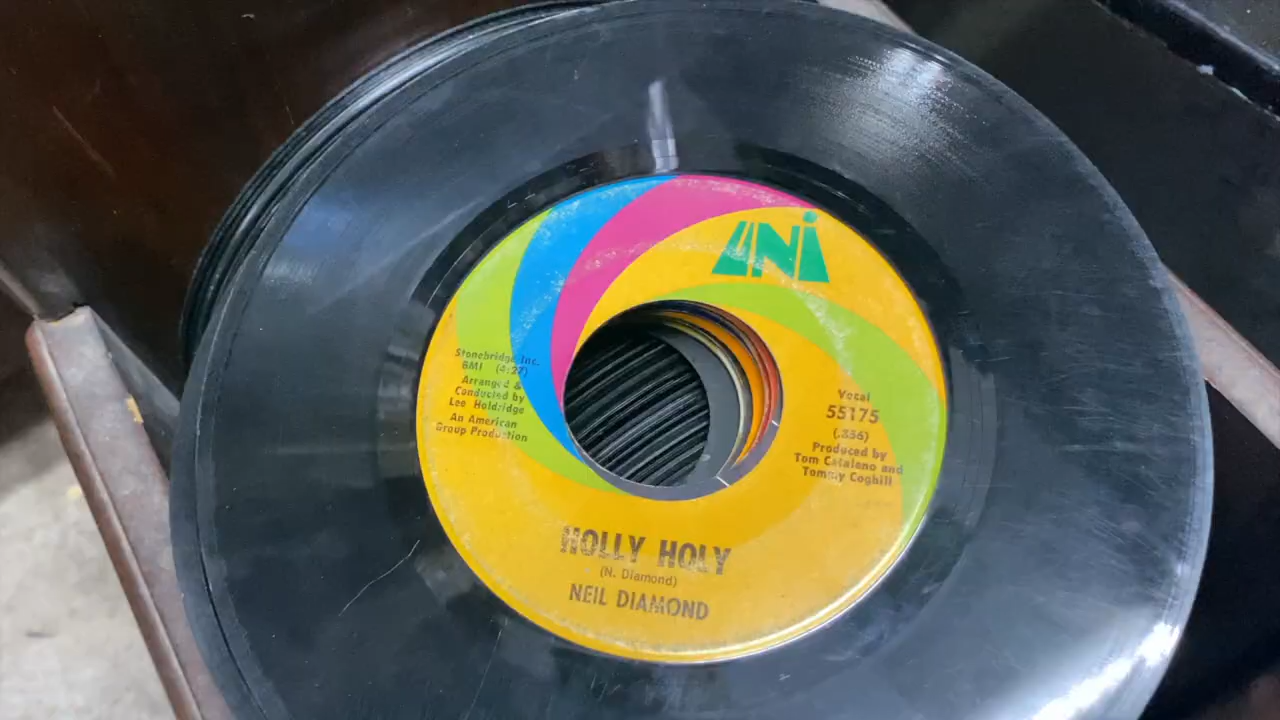 UNi
Stonebridge Inc.
BMI (4:27)
Arranged &
Conducted by
Lee Holdridge
An American
Group Production
Vocal
55175
(.356)
Produced by
Tom Catalano and
Tommy Cogbill
HOLLY HOLY
(N. Diamond)
NEIL DIAMOND